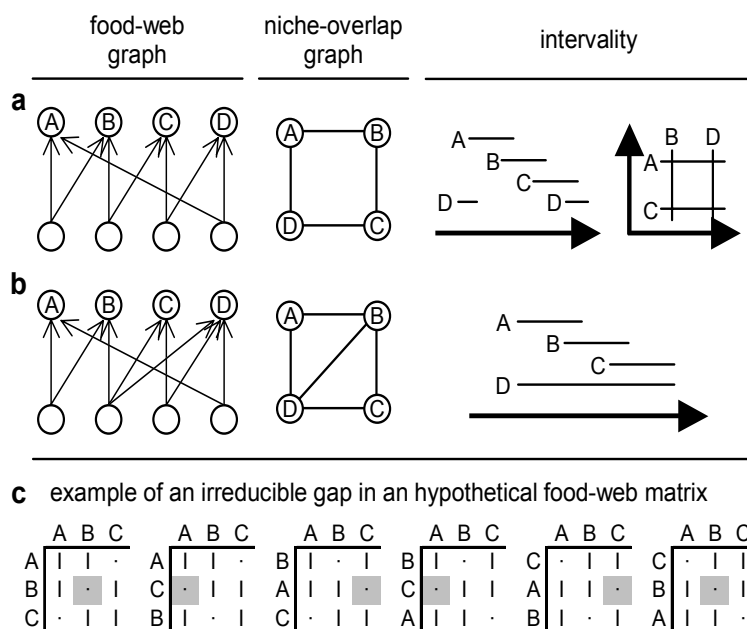 food-web
graph
niche-overlap
graph
intervality
a
A B C D
A B
D C
A
B
C
D D
B D
A
C
b
A B C D
A B
D C
A
B
C
D
c example of an irreducible gap in an hypothetical food-web matrix
A B C A B C A B C A B C A B C A B C
A I I · A I I · B I · I B I · I C · I I C · I I
B I · I C · I I A I I · C · I I A I I · B I · I
C · I I B I · I C · I I A I I · B I · I A I I ·